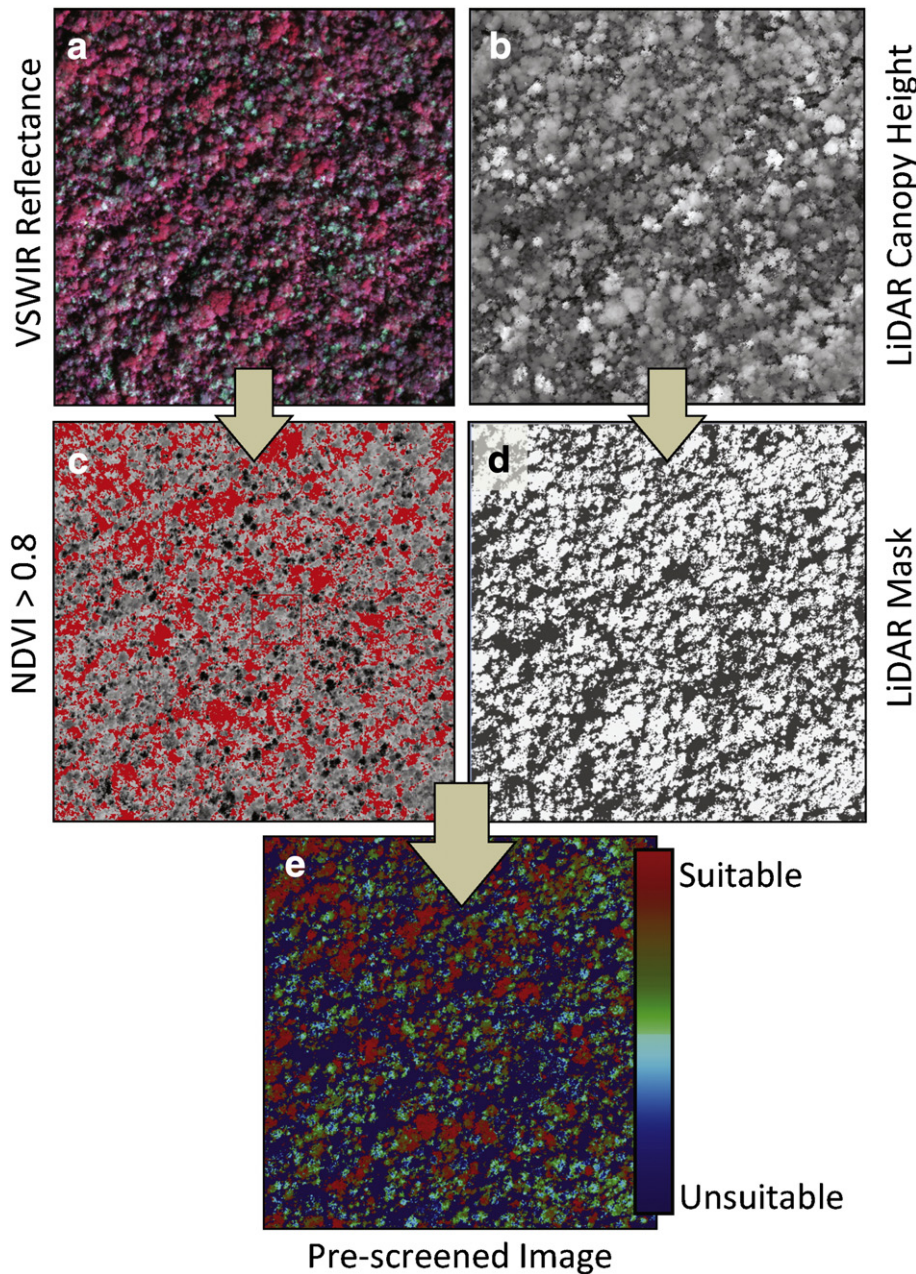 a
b
VSWIR Reflectance
LiDAR Canopy Height
c
d
NDVI > 0.8
LiDAR Mask
e
Suitable
Unsuitable
Pre-screened Image